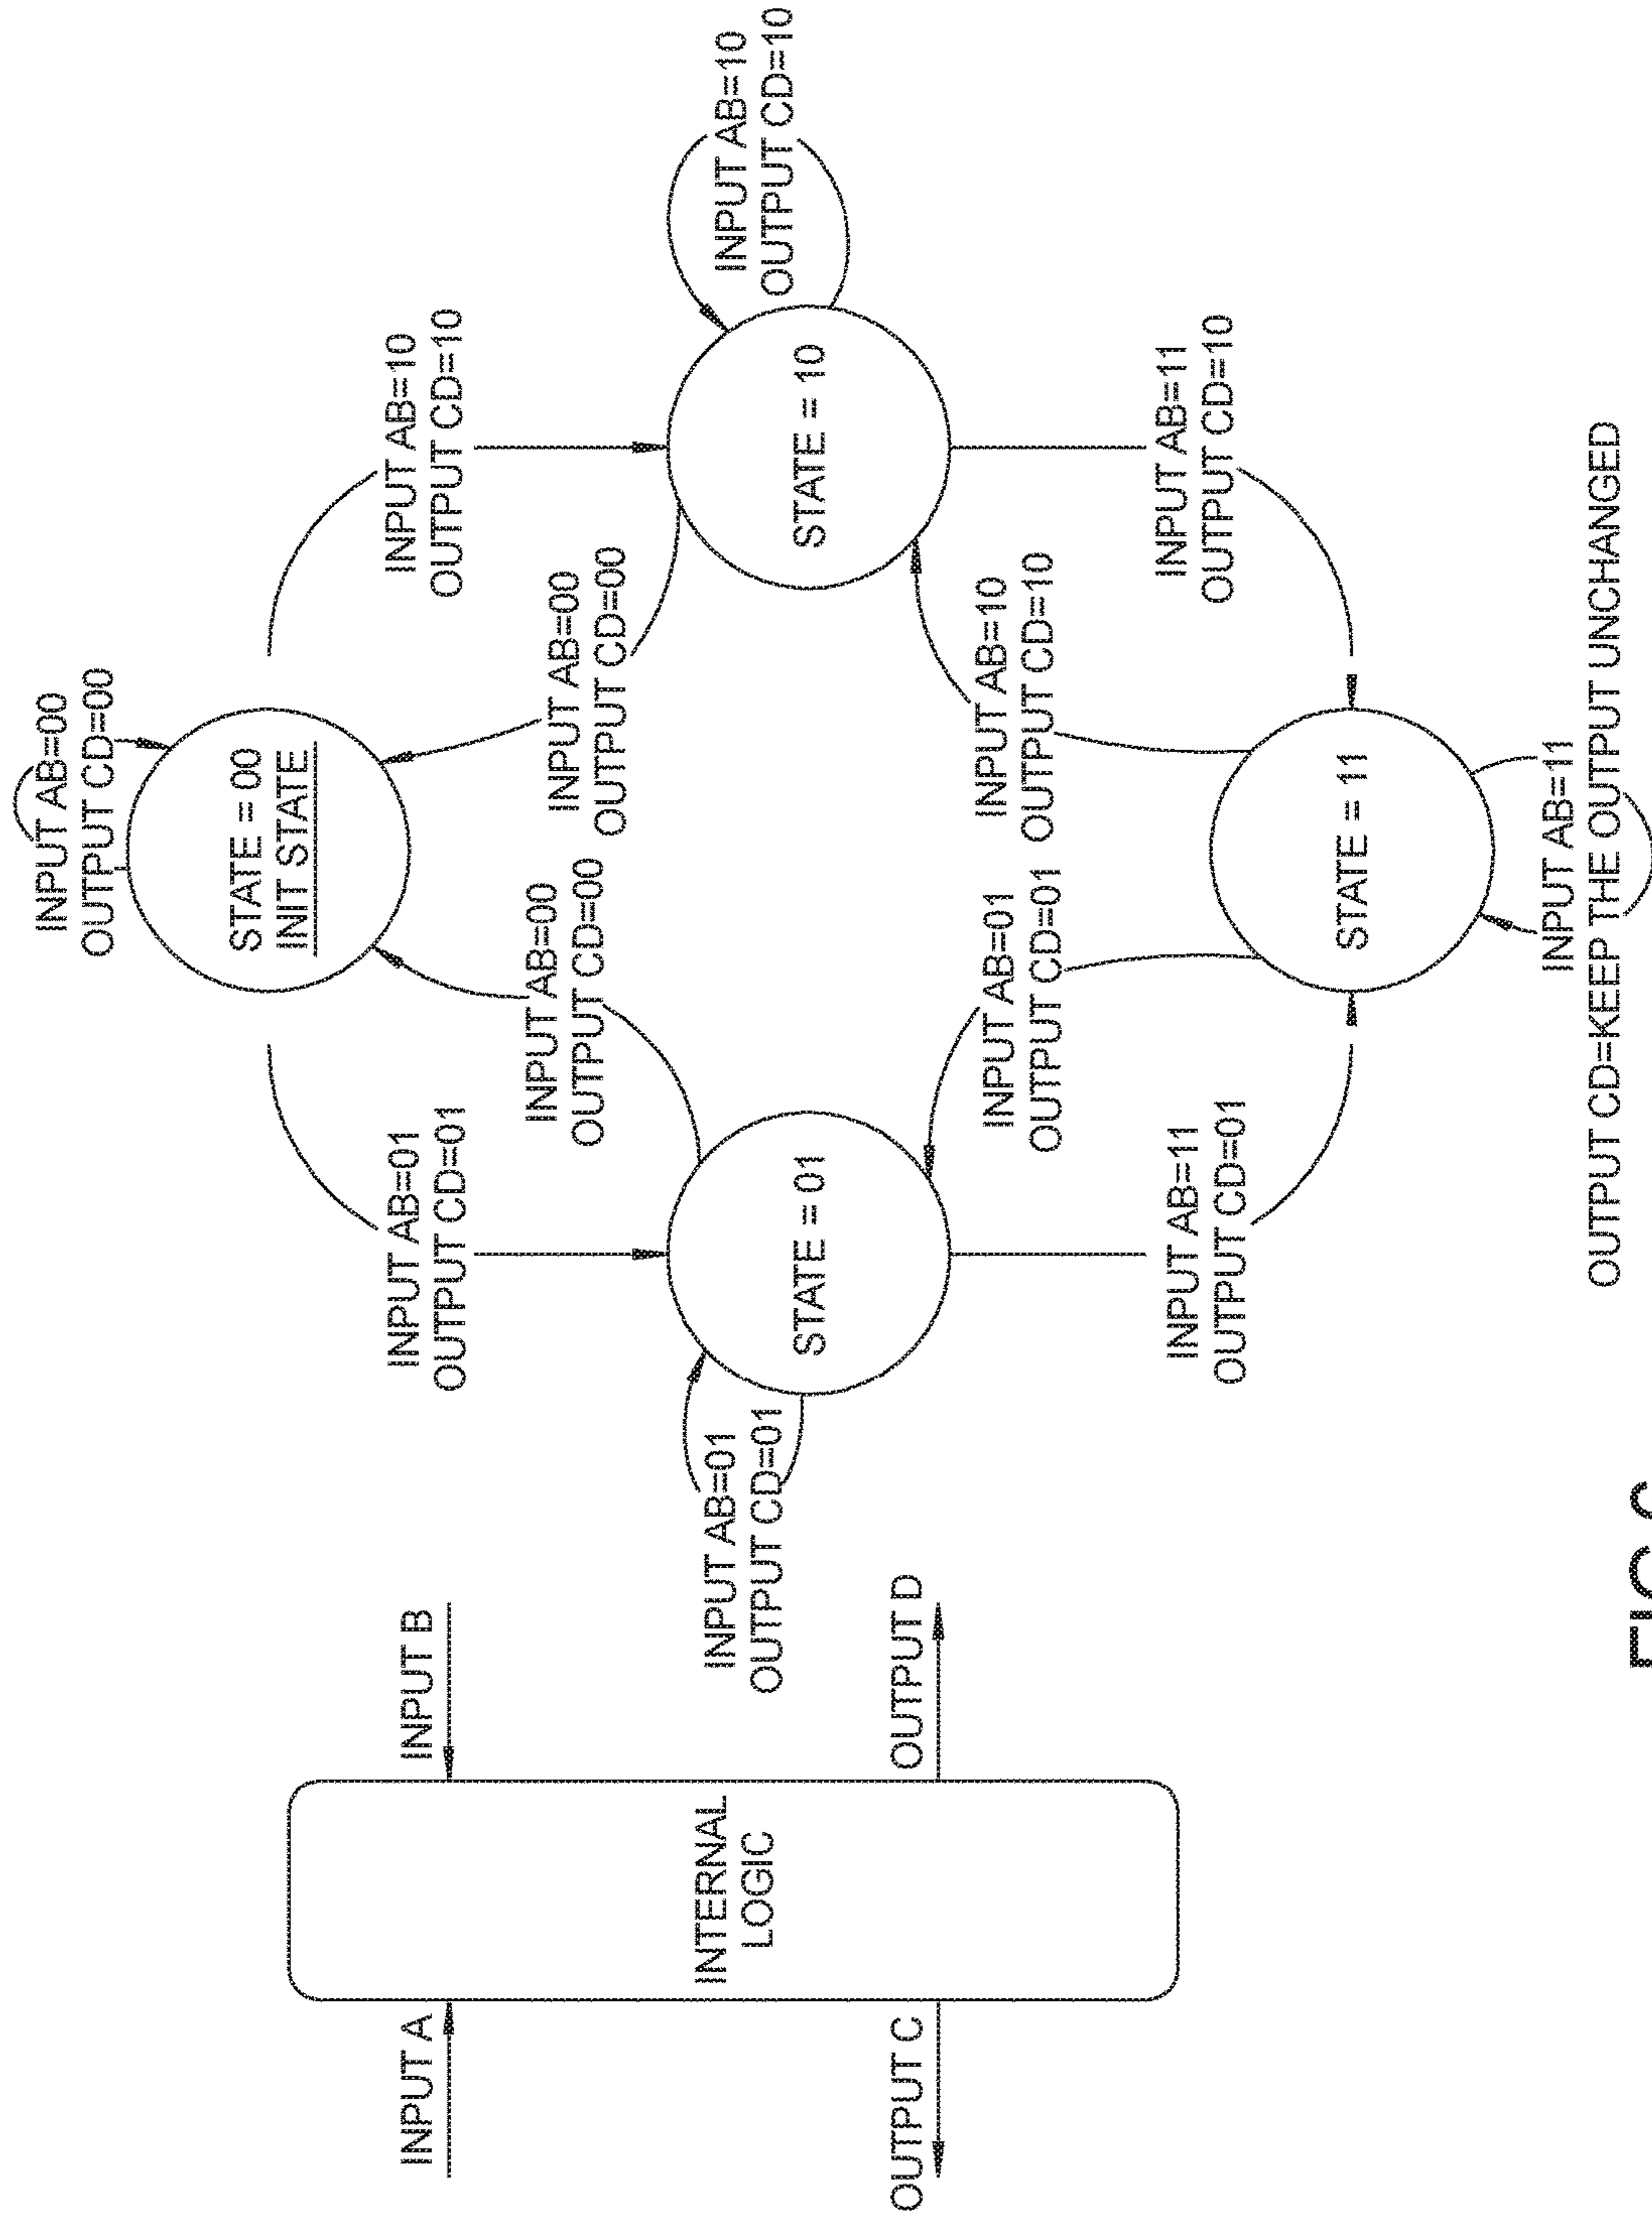 INPUT A
INPUT B
INTERNAL
LOGIC
OUTPUT C
OUTPUT D
INPUT AB=00
OUTPUT CD=00
STATE = 00
INIT STATE
INPUT AB=01
OUTPUT CD=01
INPUT AB=10
OUTPUT CD=10
INPUT AB=00
OUTPUT CD=00
INPUT AB=00
OUTPUT CD=00
INPUT AB=01
OUTPUT CD=01
STATE = 01
STATE = 10
INPUT AB=10
OUTPUT CD=10
INPUT AB=01
OUTPUT CD=01
INPUT AB=10
OUTPUT CD=10
INPUT AB=11
OUTPUT CD=01
INPUT AB=11
OUTPUT CD=10
STATE = 11
INPUT AB=11
OUTPUT CD=KEEP THE OUTPUT UNCHANGED